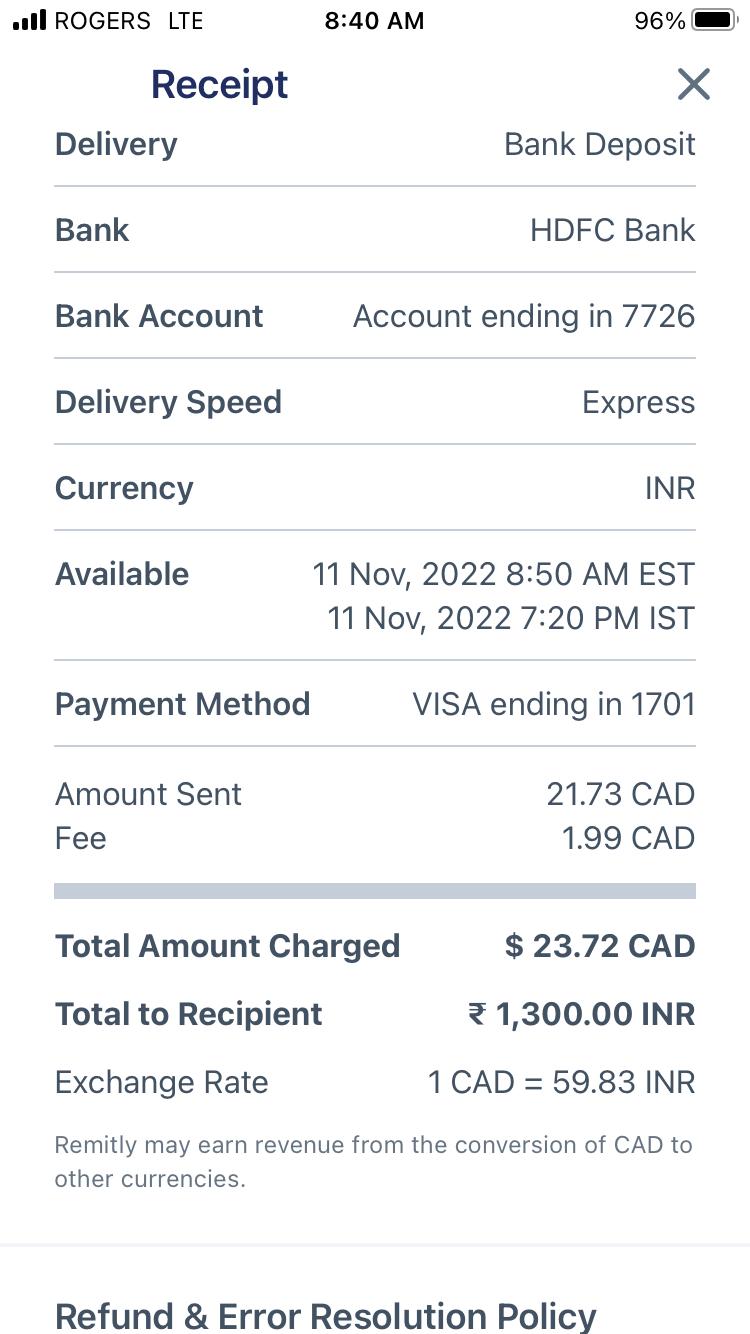 ROGERS LTE 8:40 AM 96%
Receipt
Delivery Bank Deposit
Bank HDFC Bank
Bank Account Account ending in 7726
Delivery Speed Express
Currency INR
Available 11 Nov, 2022 8:50 AM EST
11 Nov, 2022 7:20 PM IST
Payment Method VISA ending in 1701
Amount Sent 21.73 CAD
Fee 1.99 CAD
Total Amount Charged $ 23.72 CAD
Total to Recipient ₹ 1,300.00 INR
Exchange Rate 1 CAD = 59.83 INR
Remitly may earn revenue from the conversion of CAD to
other currencies.
Refund & Error Resolution Policy